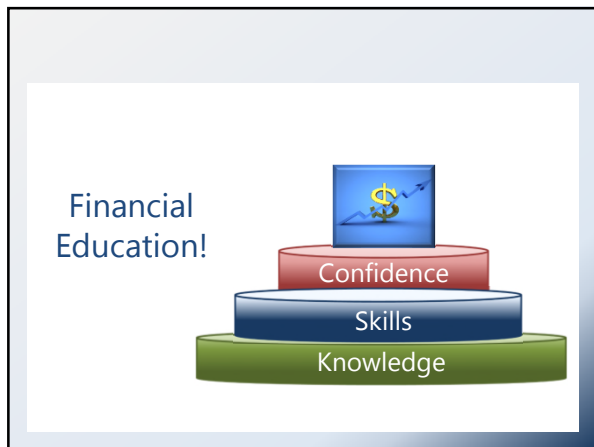 Financial
Education!
Confidence
Skills
Knowledge